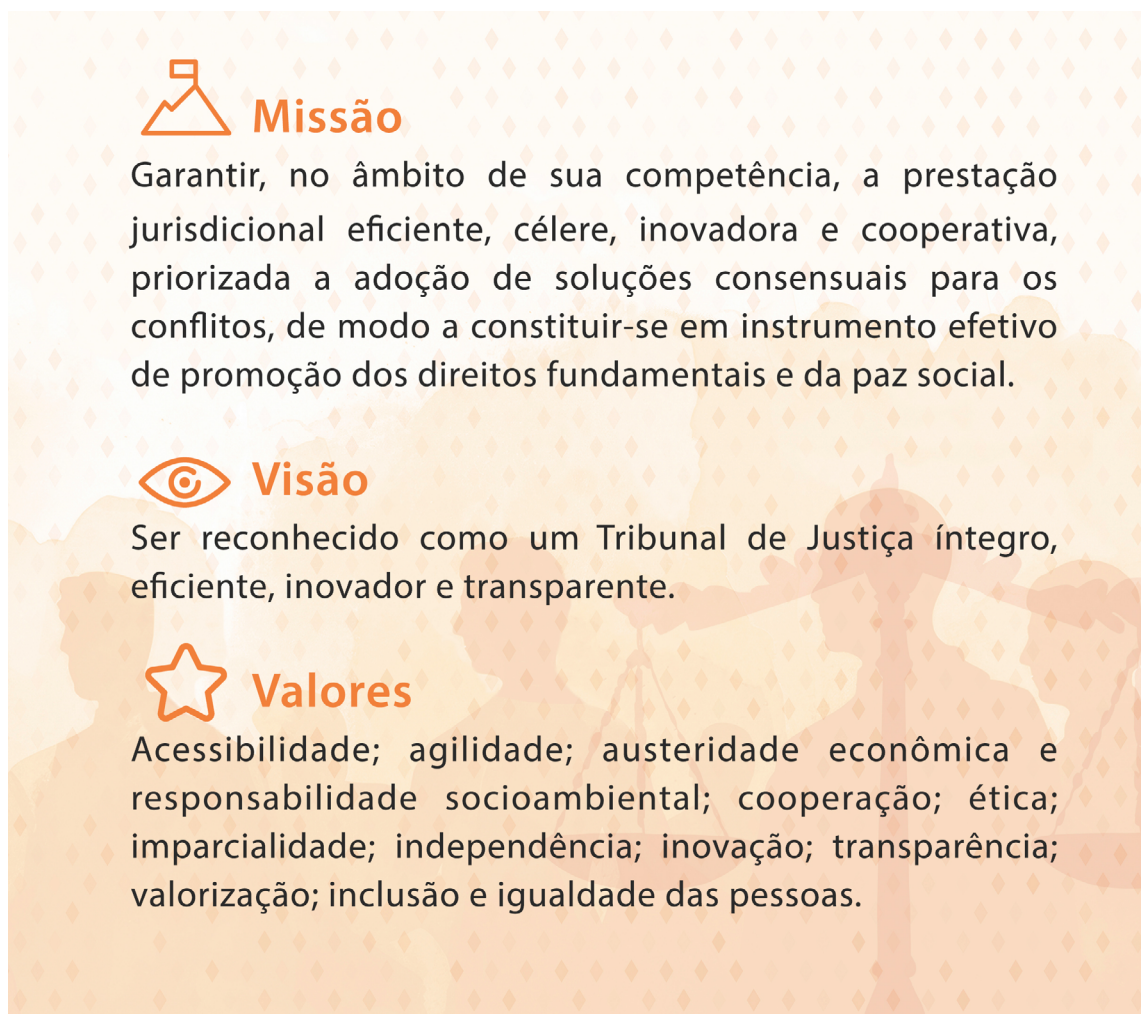 Missão
Garantir, no âmbito de sua competência, a prestação
jurisdicional eficiente, célere, inovadora e cooperativa,
priorizada a adoção de soluções consensuais para os
conflitos, de modo a constituir-se em instrumento efetivo
de promoção dos direitos fundamentais e da paz social.
Visão
Ser reconhecido como um Tribunal de Justiça íntegro,
eficiente, inovador e transparente.
Valores
Acessibilidade; agilidade; austeridade econômica e
responsabilidade socioambiental; cooperação; ética;
imparcialidade; independência; inovação; transparência;
valorização; inclusão e igualdade das pessoas.